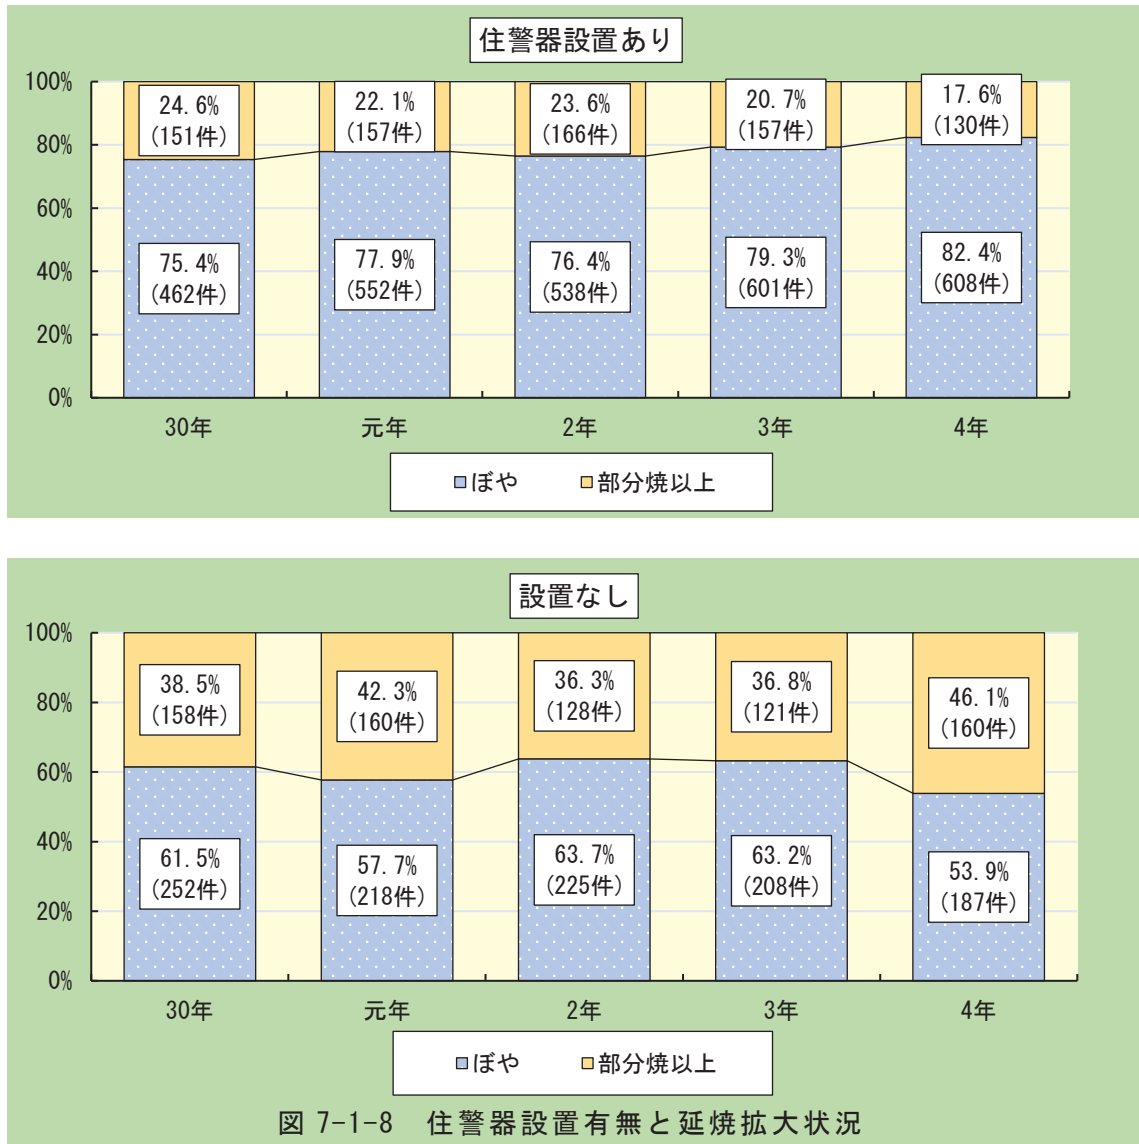 住警器設置あり
100%
80%
60%
40%
20%
0%
24.6%
(151件)
22.1%
(157件)
23.6%
(166件)
20.7%
(157件)
17.6%
(130件)
75.4%
(462件)
77.9%
(552件)
76.4%
(538件)
79.3%
(601件)
82.4%
(608件)
30年 元年 2年 3年 4年
ぼや 部分焼以上
設置なし
100%
80%
60%
40%
20%
0%
38.5%
(158件)
42.3%
(160件)
36.3%
(128件)
36.8%
(121件)
46.1%
(160件)
61.5%
(252件)
57.7%
(218件)
63.7%
(225件)
63.2%
(208件)
53.9%
(187件)
30年 元年 2年 3年 4年
ぼや 部分焼以上
図 7-1-8 住警器設置有無と延焼拡大状況